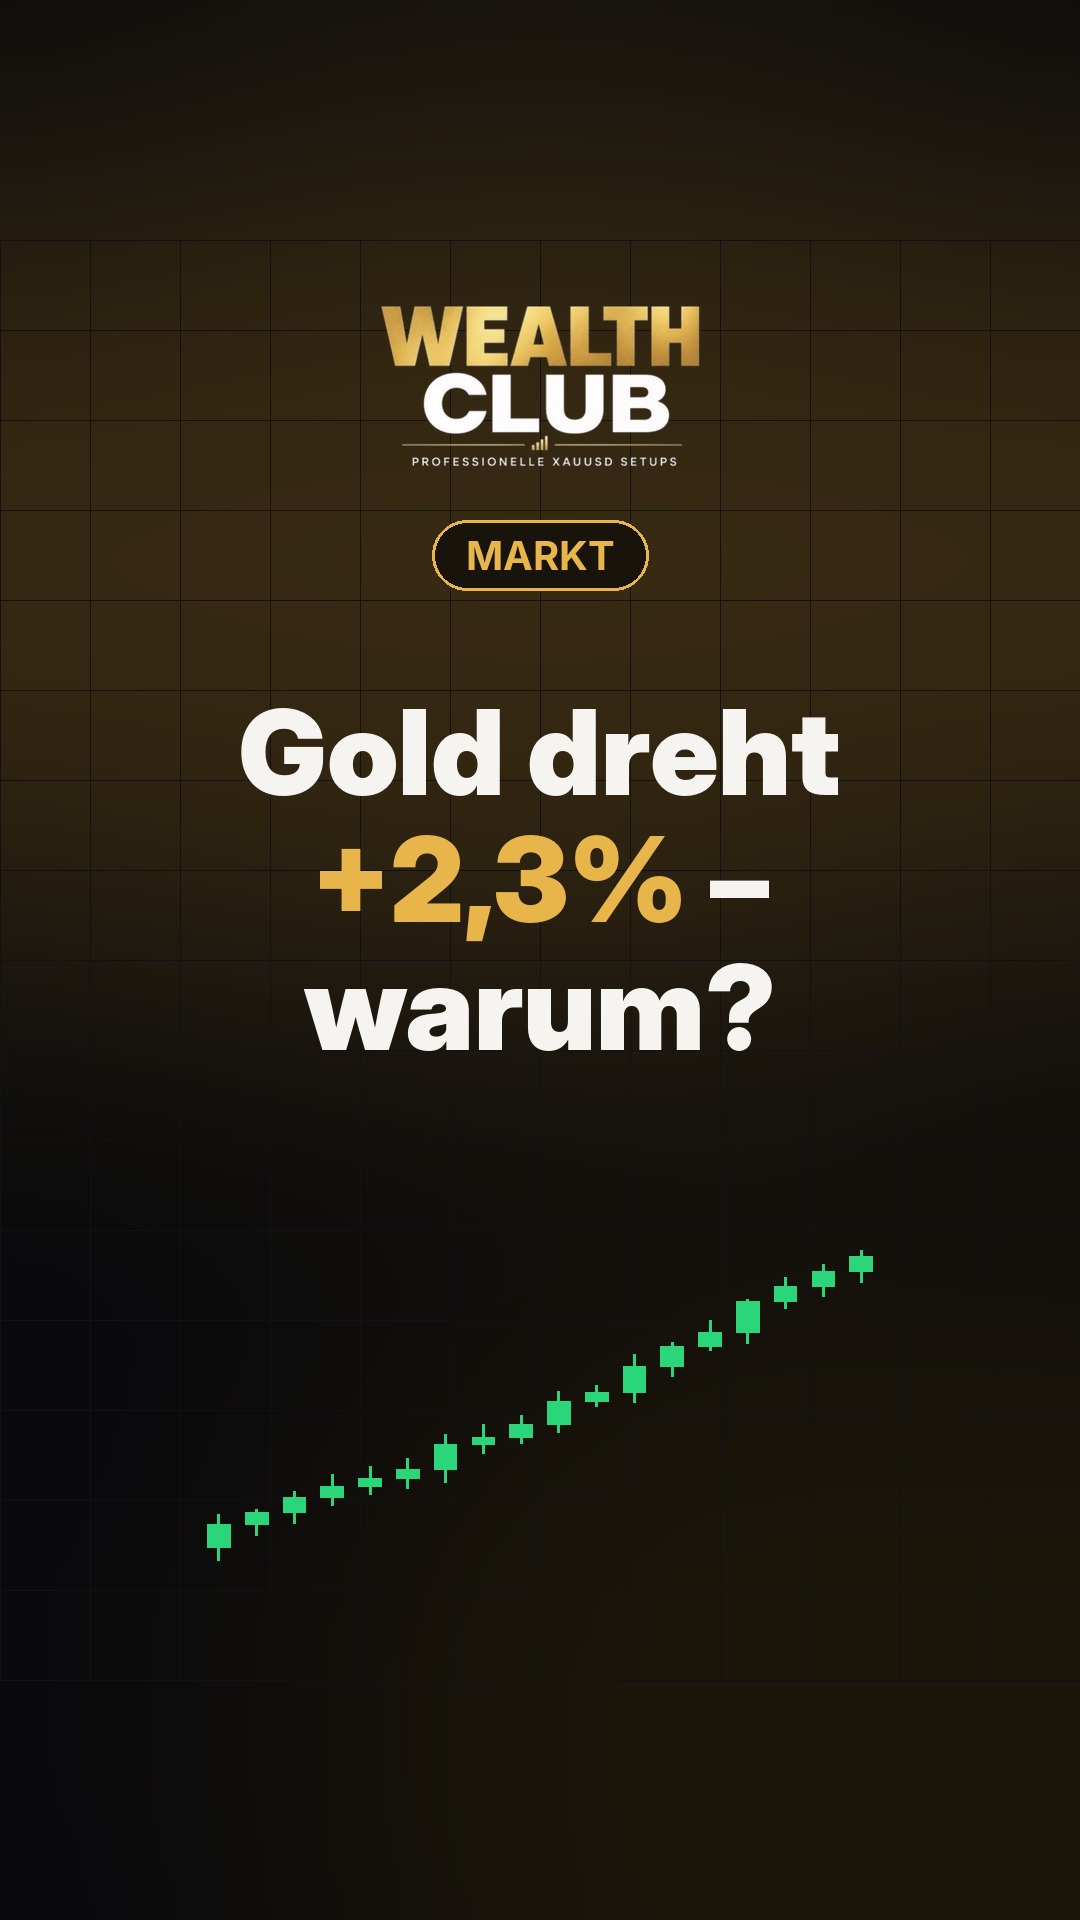 WEALTH
CLUB
PROFESSIONELLE XAUUSD SETUPS
MARKT
Gold dreht
+2,3% –
warum?